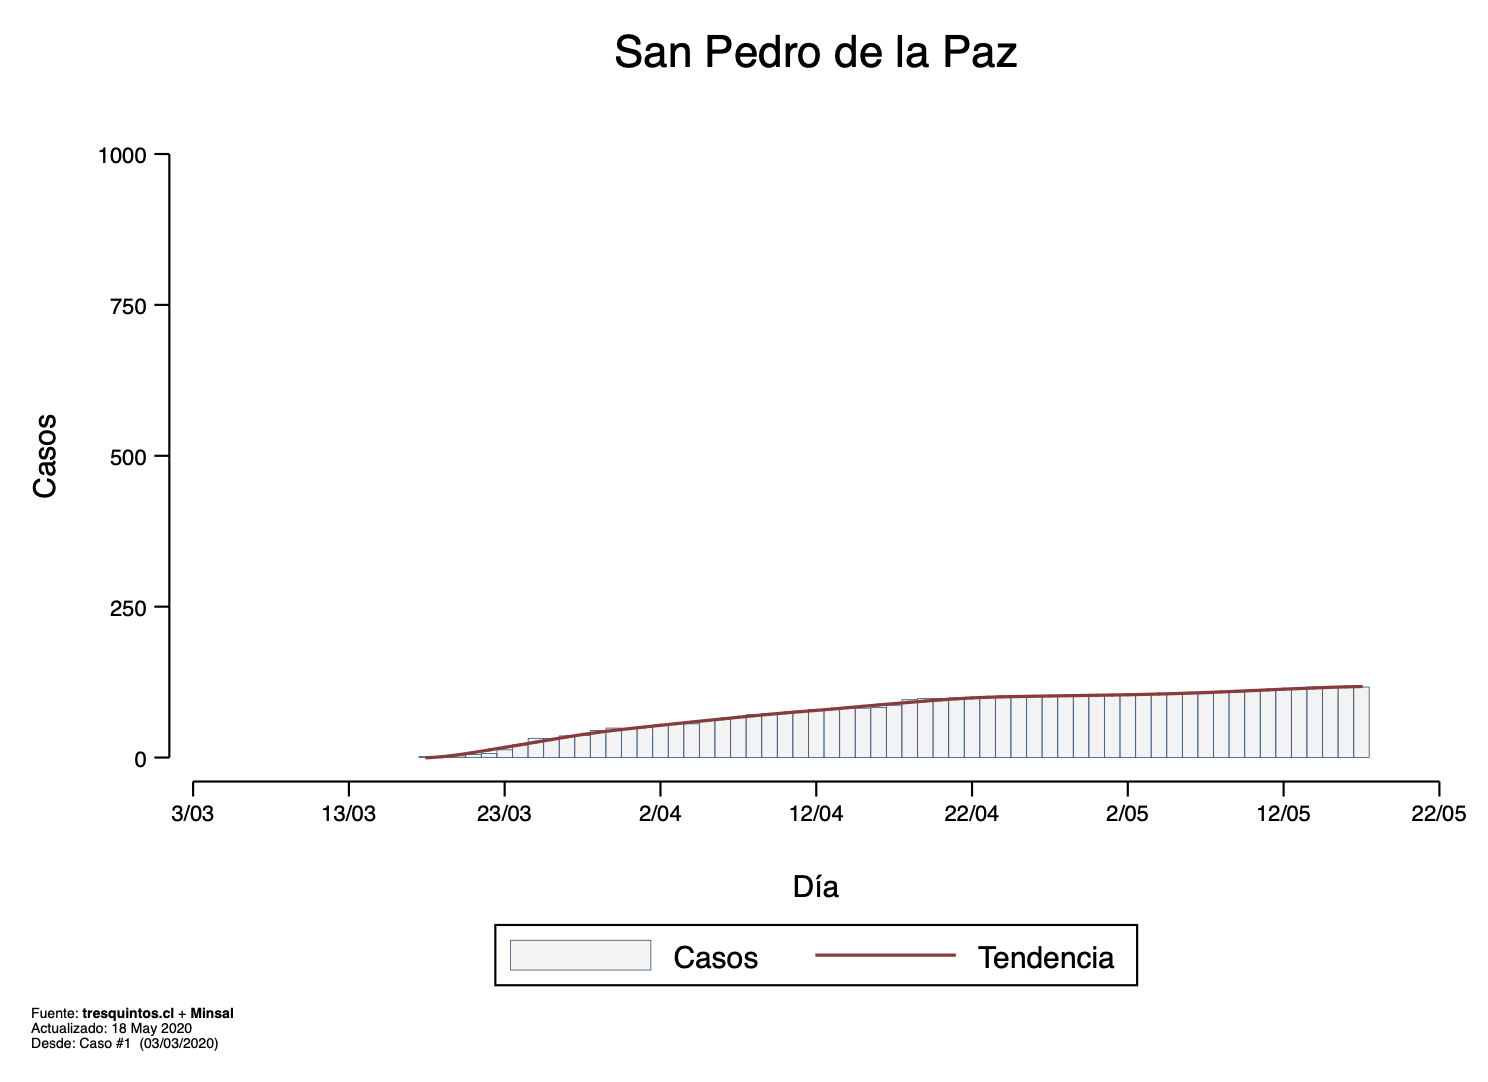 San Pedro de la Paz
Casos
1000
750
500
250
0
3/03 13/03 23/03 2/04 12/04 22/04 2/05 12/05 22/05
Día
Casos Tendencia
Fuente: tresquintos.cl + Minsal
Actualizado: 18 May 2020
Desde: Caso #1 (03/03/2020)